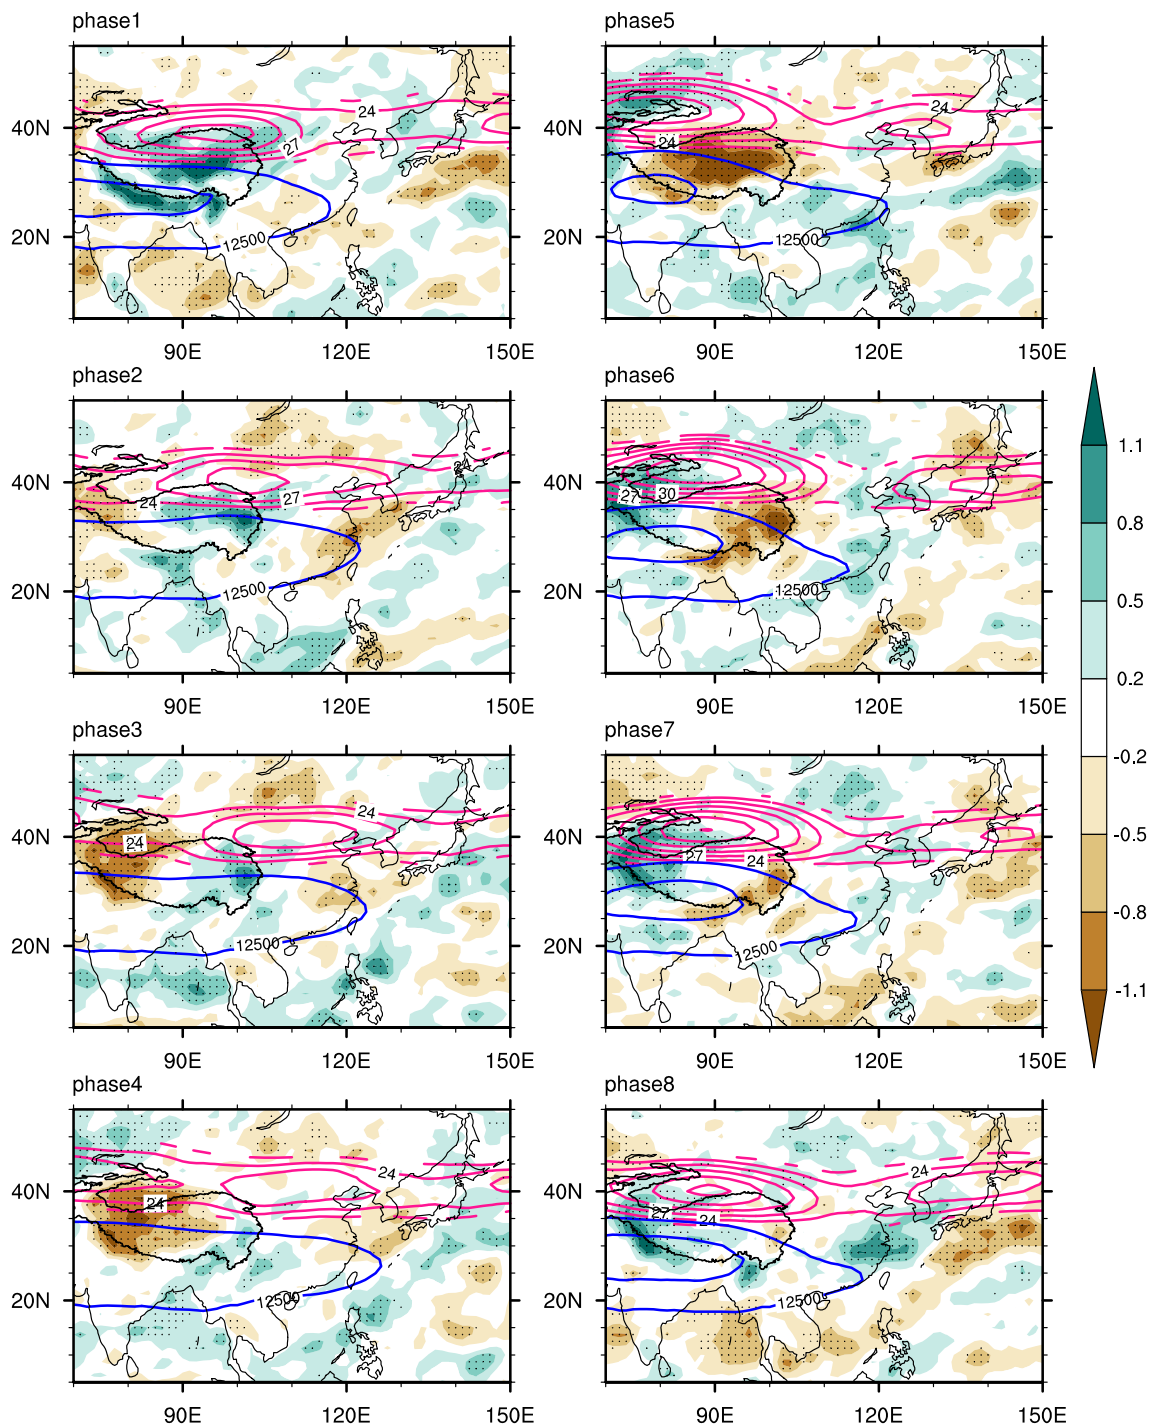 phase1
phase5
40N
20N
24
27
12500
90E
120E
150E
40N
20N
24
24
12500
90E
120E
150E
phase2
phase6
40N
20N
24
24
27
12500
90E
120E
150E
40N
20N
27
30
12500
90E
120E
150E
phase3
phase7
40N
20N
24
24
12500
90E
120E
150E
40N
20N
27
24
12500
90E
120E
150E
phase4
phase8
40N
20N
24
24
12500
90E
120E
150E
40N
20N
24
27
24
12500
90E
120E
150E
1.1
0.8
0.5
0.2
-0.2
-0.5
-0.8
-1.1